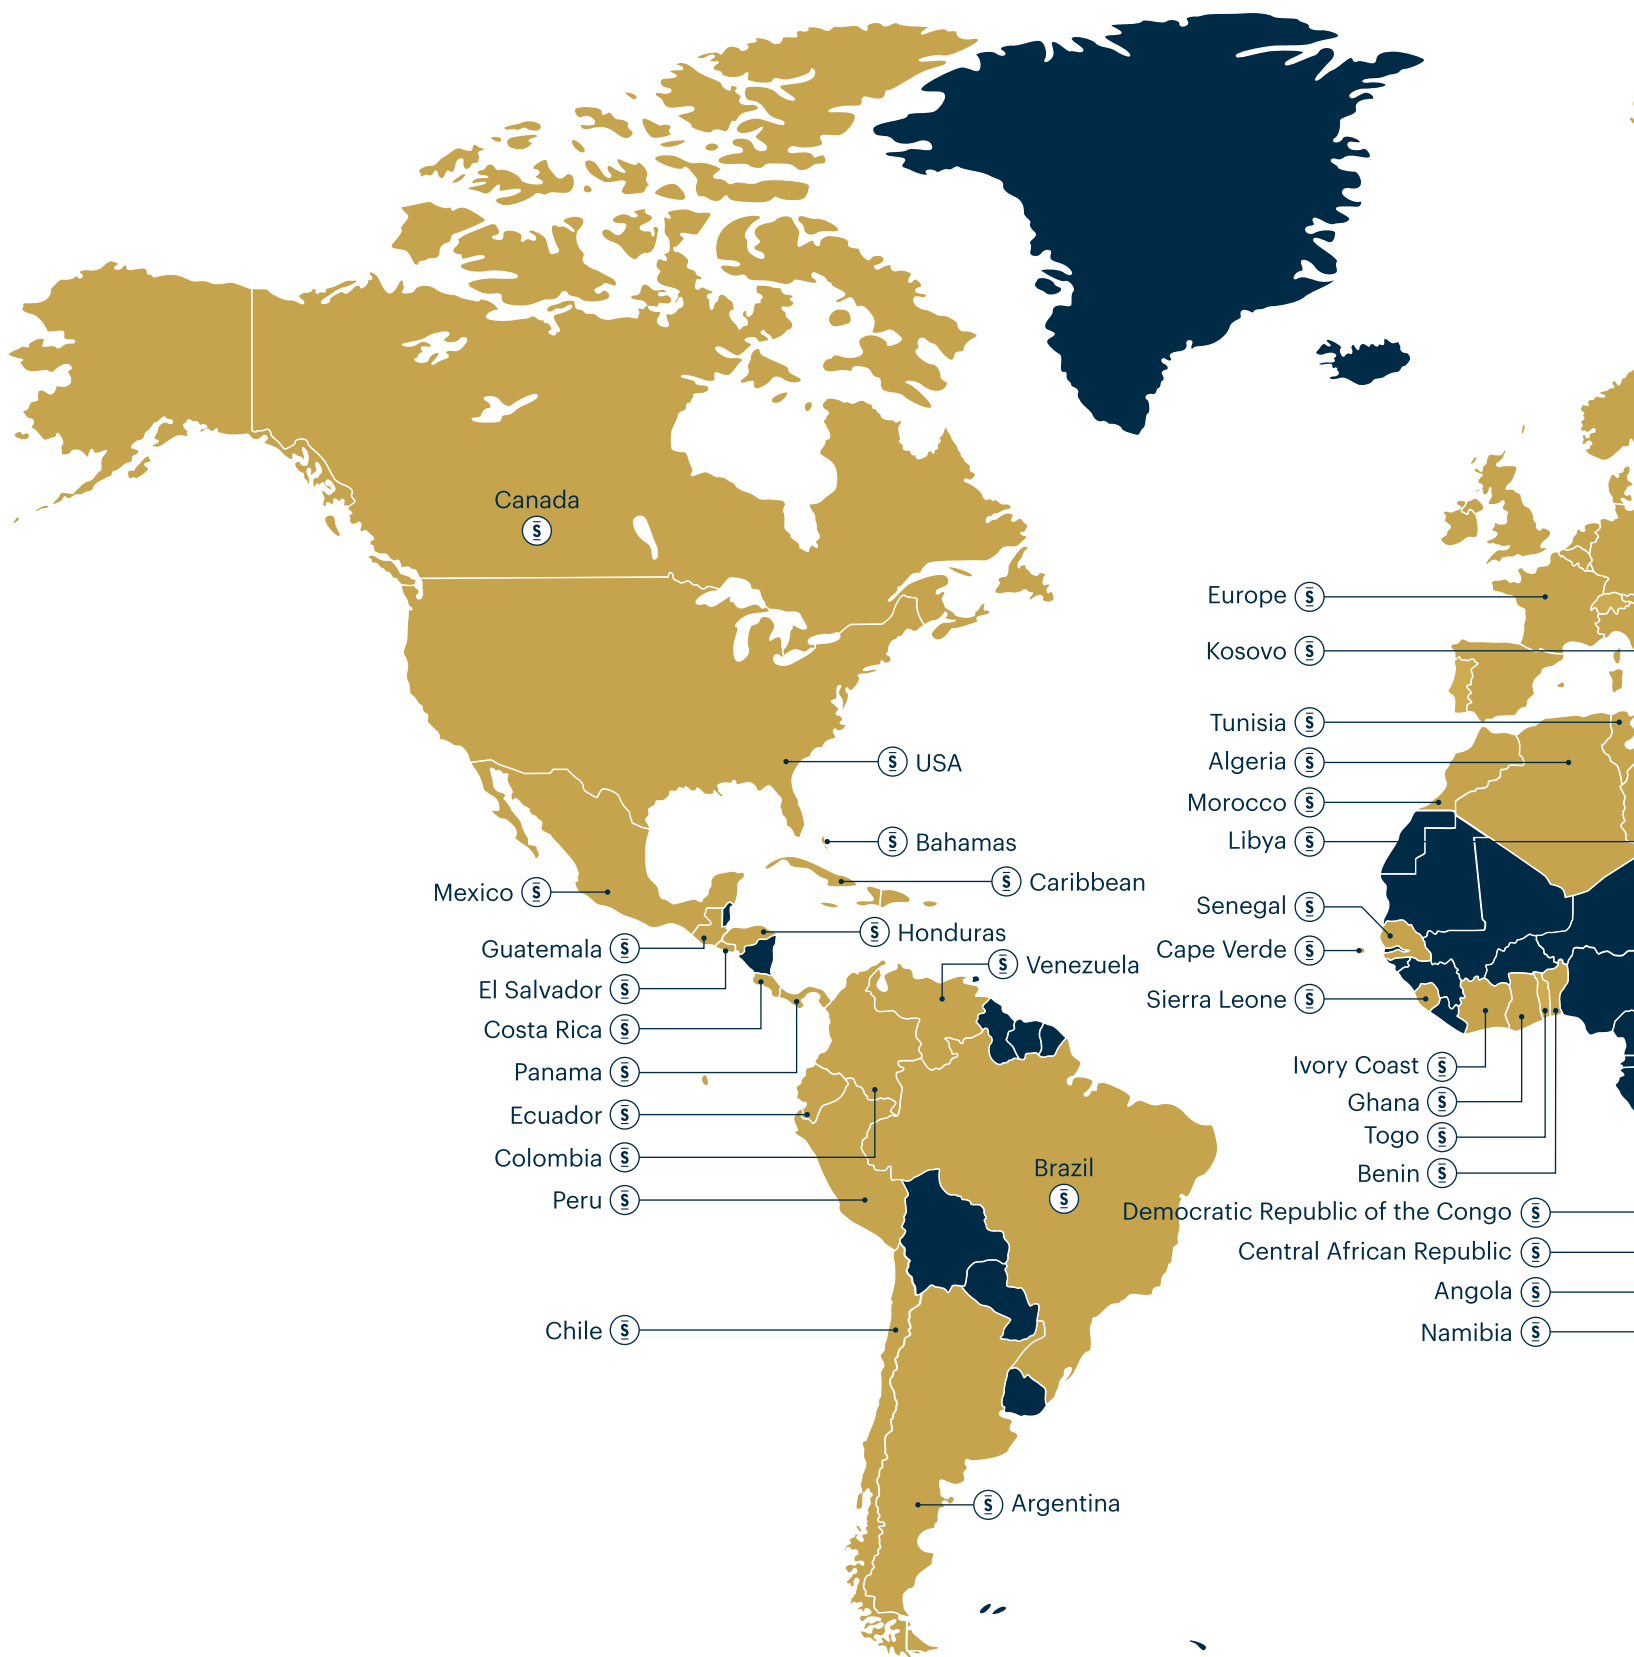 Canada
Europe
Kosovo
Tunisia
USA
Algeria
Morocco
Bahamas
Libya
Caribbean
Mexico
Senegal
Honduras
Guatemala
Cape Verde
Venezuela
El Salvador
Sierra Leone
Costa Rica
Ivory Coast
Panama
Ghana
Ecuador
Togo
Colombia
Brazil
Benin
Peru
Democratic Republic of the Congo
Central African Republic
Angola
Chile
Namibia
Argentina